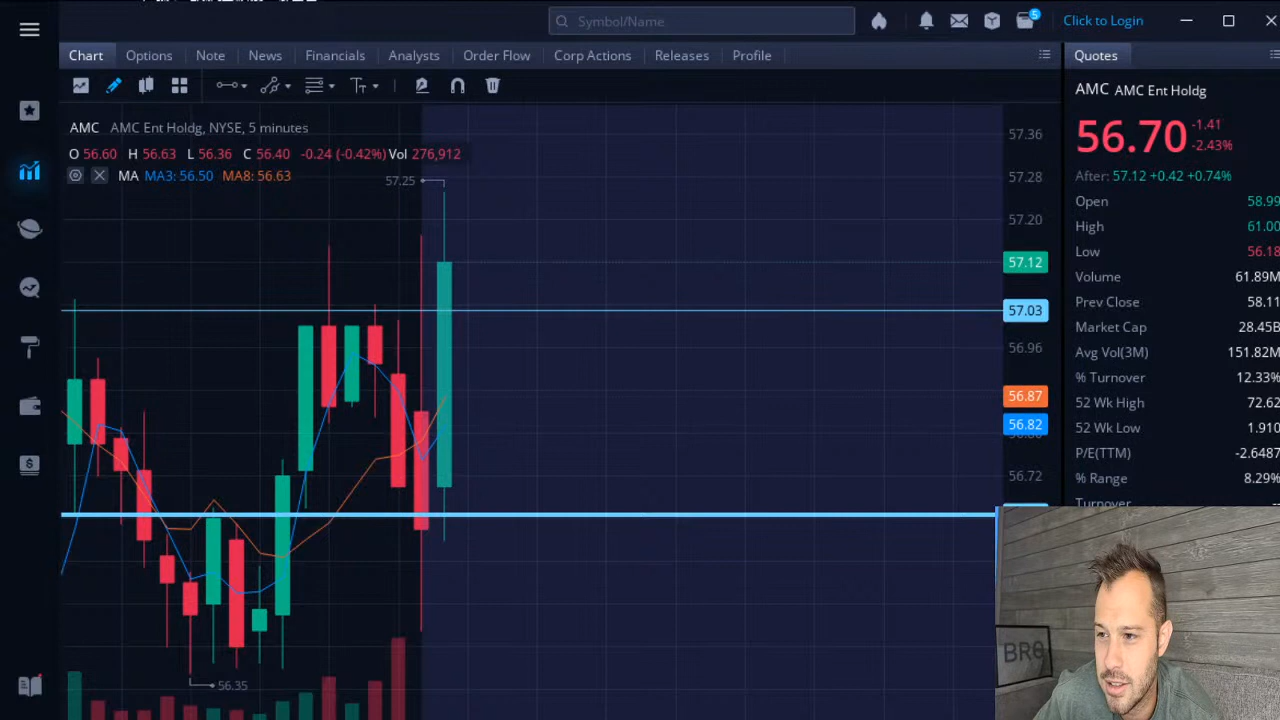 Symbol/Name
5
Click to Login
Chart Options Note News Financials Analysts Order Flow Corp Actions Releases Profile
Quotes
AMC AMC Ent Holdg, NYSE, 5 minutes
O 56.60 H 56.63 L 56.36 C 56.40 -0.24 (-0.42%) Vol 276,912
MA MA3: 56.50 MA8: 56.63
57.25
56.35
57.36
57.28
57.20
57.12
57.03
56.96
56.87
56.82
56.72
AMC AMC Ent Holdg
56.70 -1.41
-2.43%
After: 57.12 +0.42 +0.74%
Open 58.99
High 61.00
Low 56.18
Volume 61.89M
Prev Close 58.11
Market Cap 28.45B
Avg Vol(3M) 151.82M
% Turnover 12.33%
52 Wk High 72.62
52 Wk Low 1.910
P/E(TTM) -2.6487
% Range 8.29%
Turnover
BRO